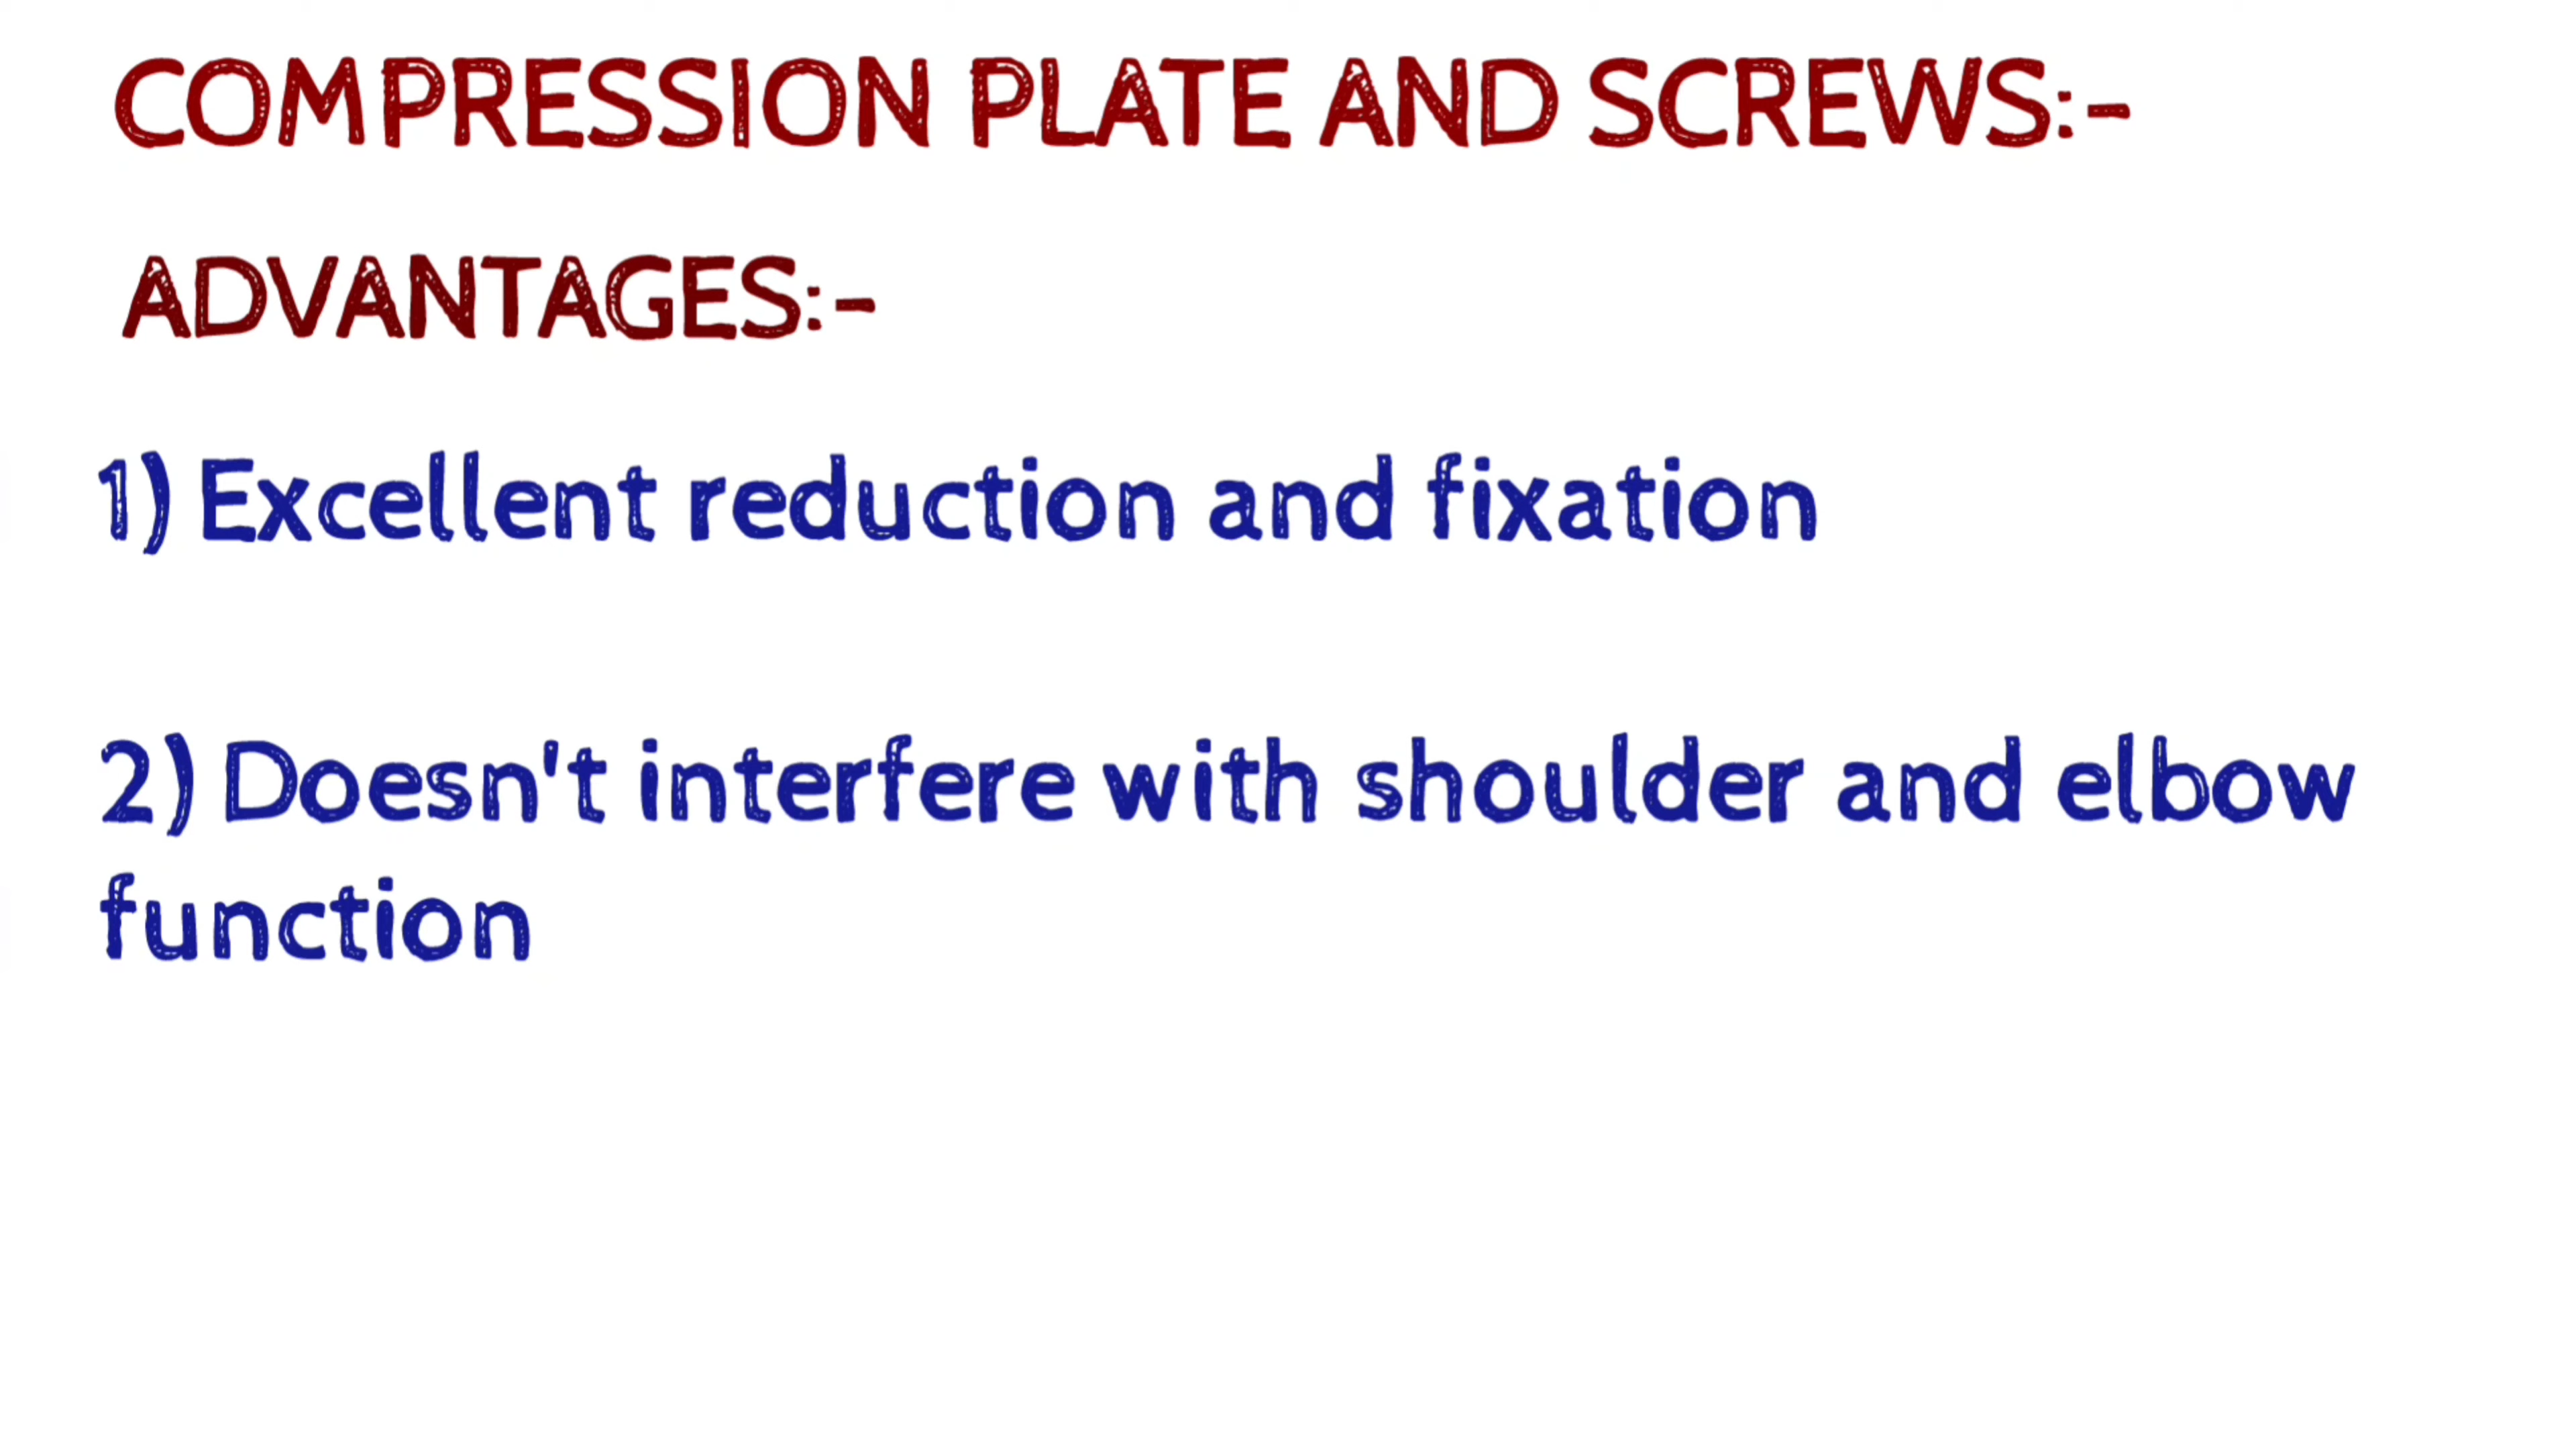 COMPRESSION PLATE AND SCREWS:-
ADVANTAGES:-
1) Excellent reduction and fixation
2) Doesn't interfere with shoulder and elbow
function